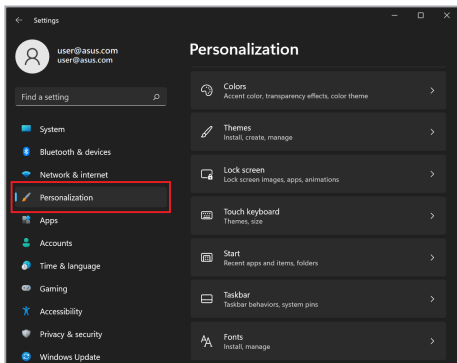 Settings
user@asus.com
user@asus.com
Find a setting
System
Bluetooth & devices
Network & internet
Personalization
Apps
Accounts
Time & language
Gaming
Accessibility
Privacy & security
Windows Update
Personalization
Colors
Accent color, transparency effects, color theme
Themes
Install, create, manage
Lock screen
Lock screen images, apps, animations
Touch keyboard
Themes, size
Start
Recent apps and items, folders
Taskbar
Taskbar behaviors, system pins
Fonts
Install, manage